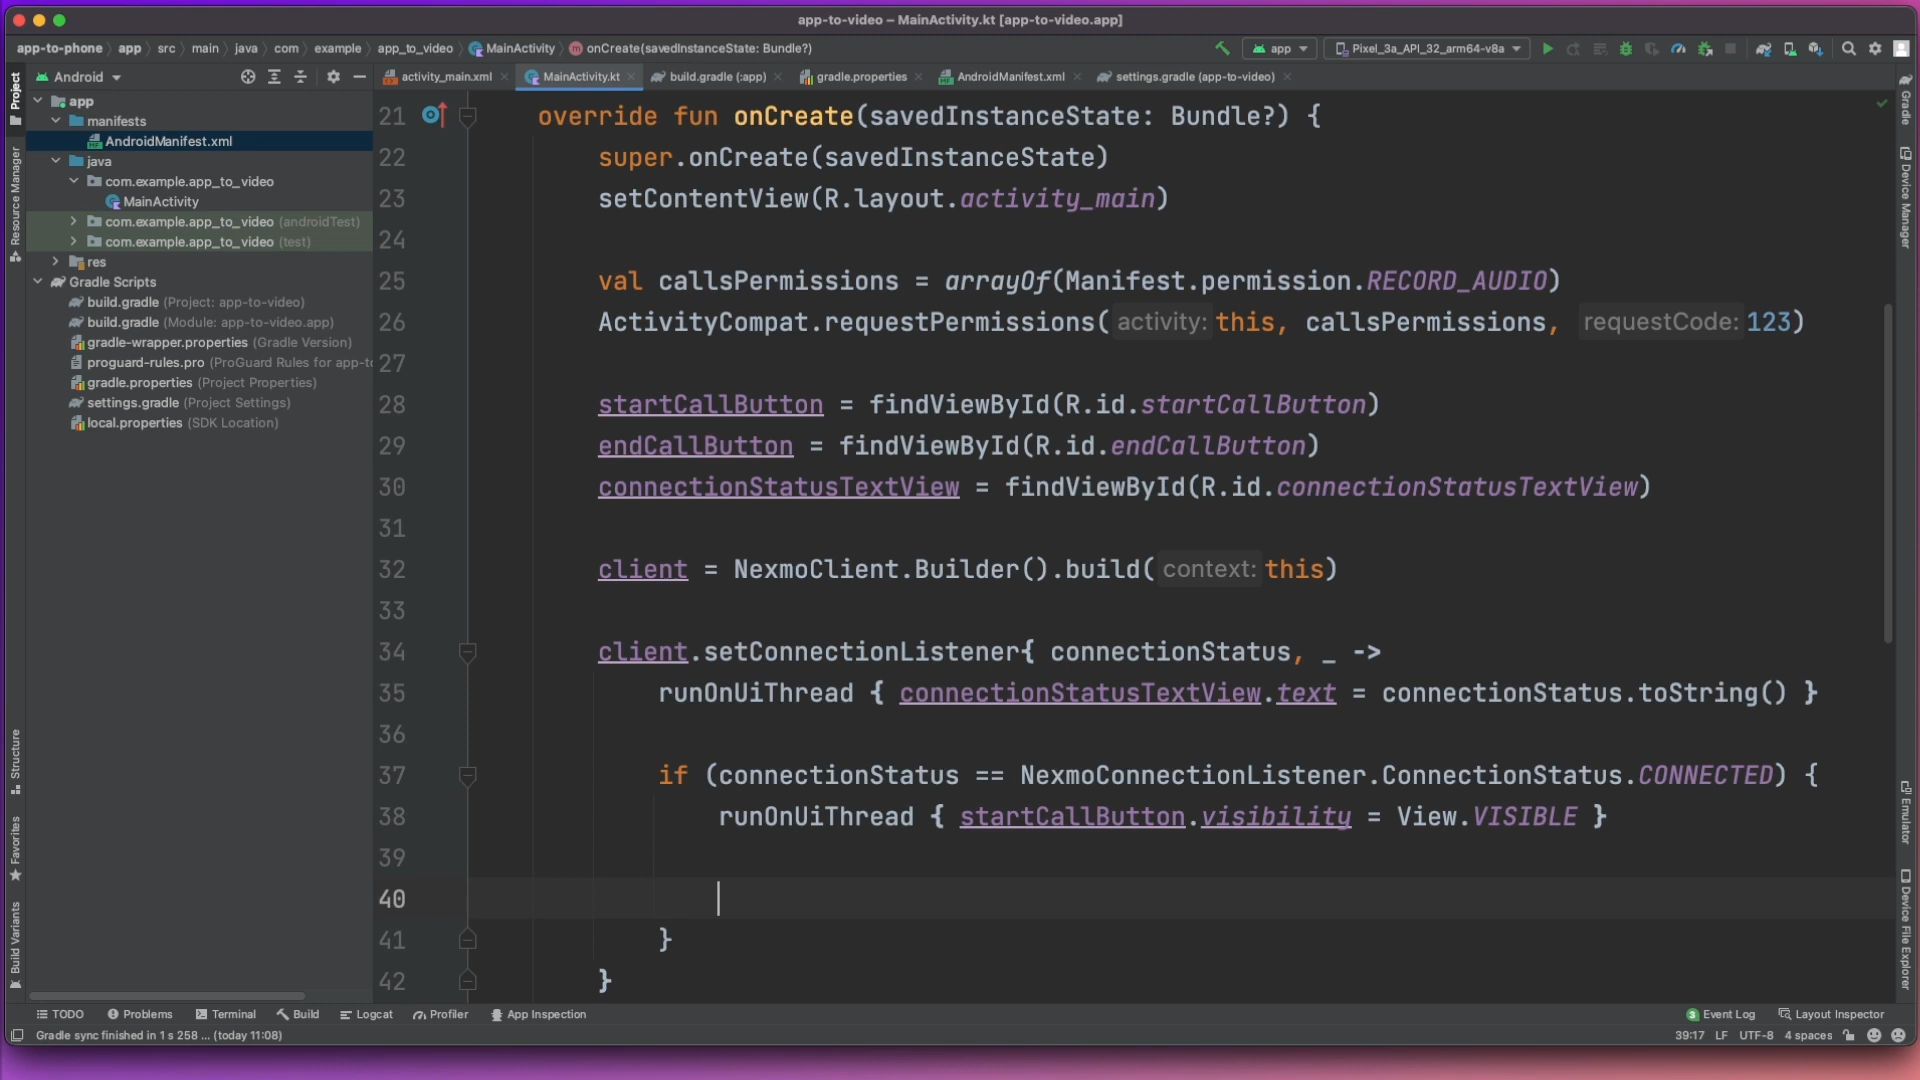 app-to-video – MainActivity.kt [app-to-video.app]
app-to-phone app src main java com example app_to_video MainActivity onCreate(savedInstanceState: Bundle?)
app Pixel_3a_API_32_arm64-v8a
Android
activity_main.xml MainActivity.kt build.gradle (:app) gradle.properties AndroidManifest.xml settings.gradle (app-to-video)
Project
Resource Manager
Structure
Favorites
Build Variants
app
manifests
AndroidManifest.xml
java
com.example.app_to_video
MainActivity
com.example.app_to_video (androidTest)
com.example.app_to_video (test)
res
Gradle Scripts
build.gradle (Project: app-to-video)
build.gradle (Module: app-to-video.app)
gradle-wrapper.properties (Gradle Version)
proguard-rules.pro (ProGuard Rules for app-to
gradle.properties (Project Properties)
settings.gradle (Project Settings)
local.properties (SDK Location)
21 override fun onCreate(savedInstanceState: Bundle?) {
22 super.onCreate(savedInstanceState)
23 setContentView(R.layout.activity_main)
24
25 val callsPermissions = arrayOf(Manifest.permission.RECORD_AUDIO)
26 ActivityCompat.requestPermissions( activity: this, callsPermissions, requestCode: 123)
27
28 startCallButton = findViewById(R.id.startCallButton)
29 endCallButton = findViewById(R.id.endCallButton)
30 connectionStatusTextView = findViewById(R.id.connectionStatusTextView)
31
32 client = NexmoClient.Builder().build( context: this)
33
34 client.setConnectionListener{ connectionStatus, _ ->
35 runOnUiThread { connectionStatusTextView.text = connectionStatus.toString() }
36
37 if (connectionStatus == NexmoConnectionListener.ConnectionStatus.CONNECTED) {
38 runOnUiThread { startCallButton.visibility = View.VISIBLE }
39
40
41 }
42 }
Gradle
Device Manager
Emulator
Device File Explorer
TODO Problems Terminal Build Logcat Profiler App Inspection
3 Event Log Layout Inspector
Gradle sync finished in 1 s 258 ... (today 11:08)
39:17 LF UTF-8 4 spaces